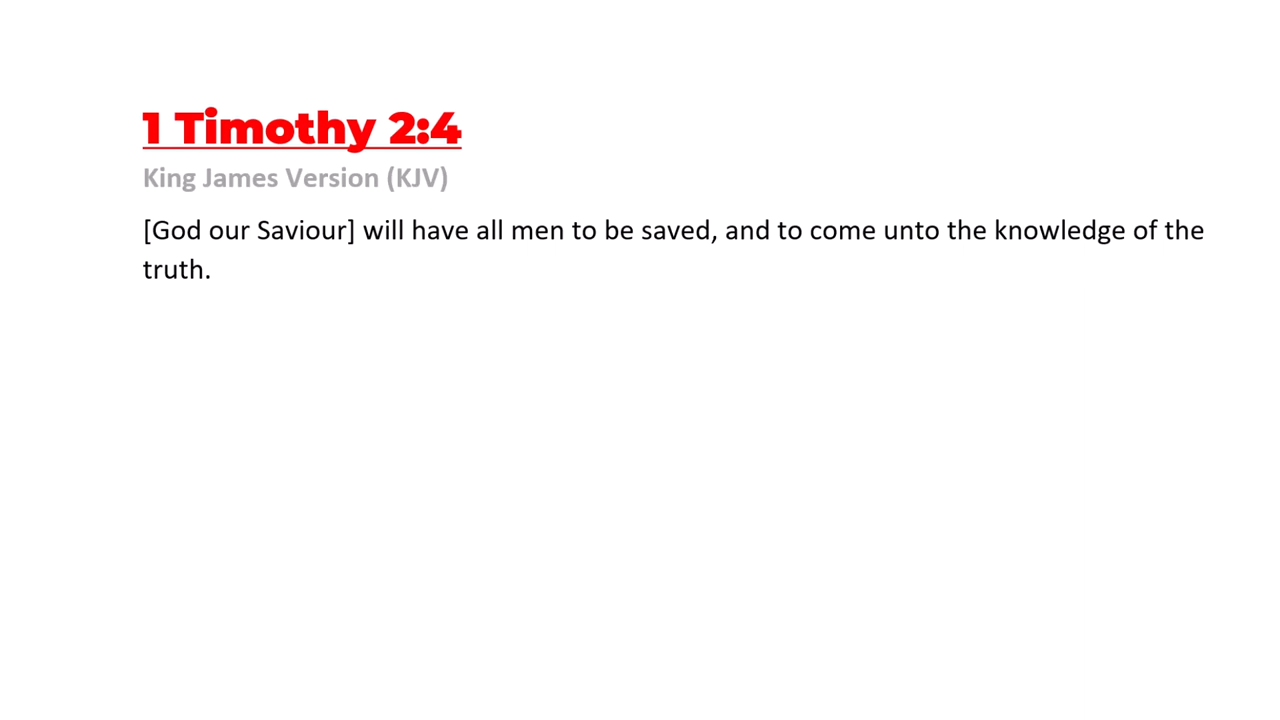 1 Timothy 2:4
King James Version (KJV)
[God our Saviour] will have all men to be saved, and to come unto the knowledge of the
truth.